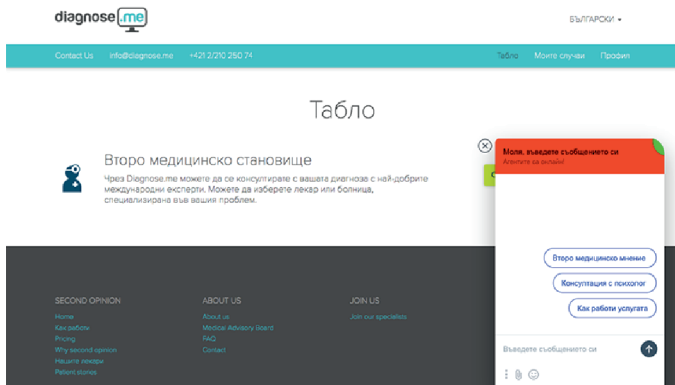 diagnose.me
БЪЛГАРСКИ
Contact Us info@diagnose.me +421 2/210 250 74
Табло Моите случаи Профил
Табло
Второ медицинско становище
Чрез Diagnose.me можете да се консултирате с вашата диагноза с най-добрите
международни експерти. Можете да изберете лекар или болница,
специализирана във вашия проблем.
Моля, въведете съобщението си
Агентите са онлайн!
Второ медицинско мнение
Консултация с психолог
Как работи услугата
Въведете съобщението си
SECOND OPINION
Home
Как работи
Pricing
Why second opinion
Нашите лекари
Patient stories
ABOUT US
About us
Medical Advisory Board
FAQ
Contact
JOIN US
Join our specialists